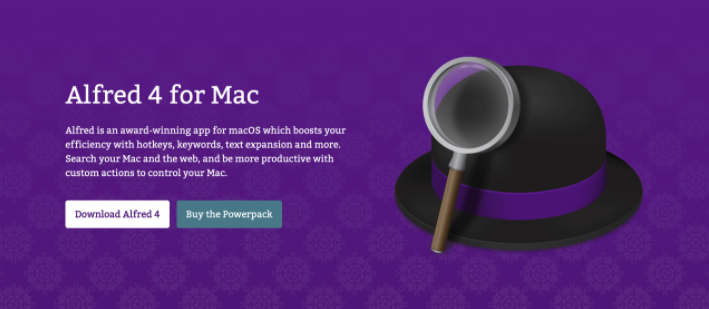 Alfred 4 for Mac
Alfred is an award-winning app for macOS which boosts your
efficiency with hotkeys, keywords, text expansion and more.
Search your Mac and the web, and be more productive with
custom actions to control your Mac.
Download Alfred 4
Buy the Powerpack